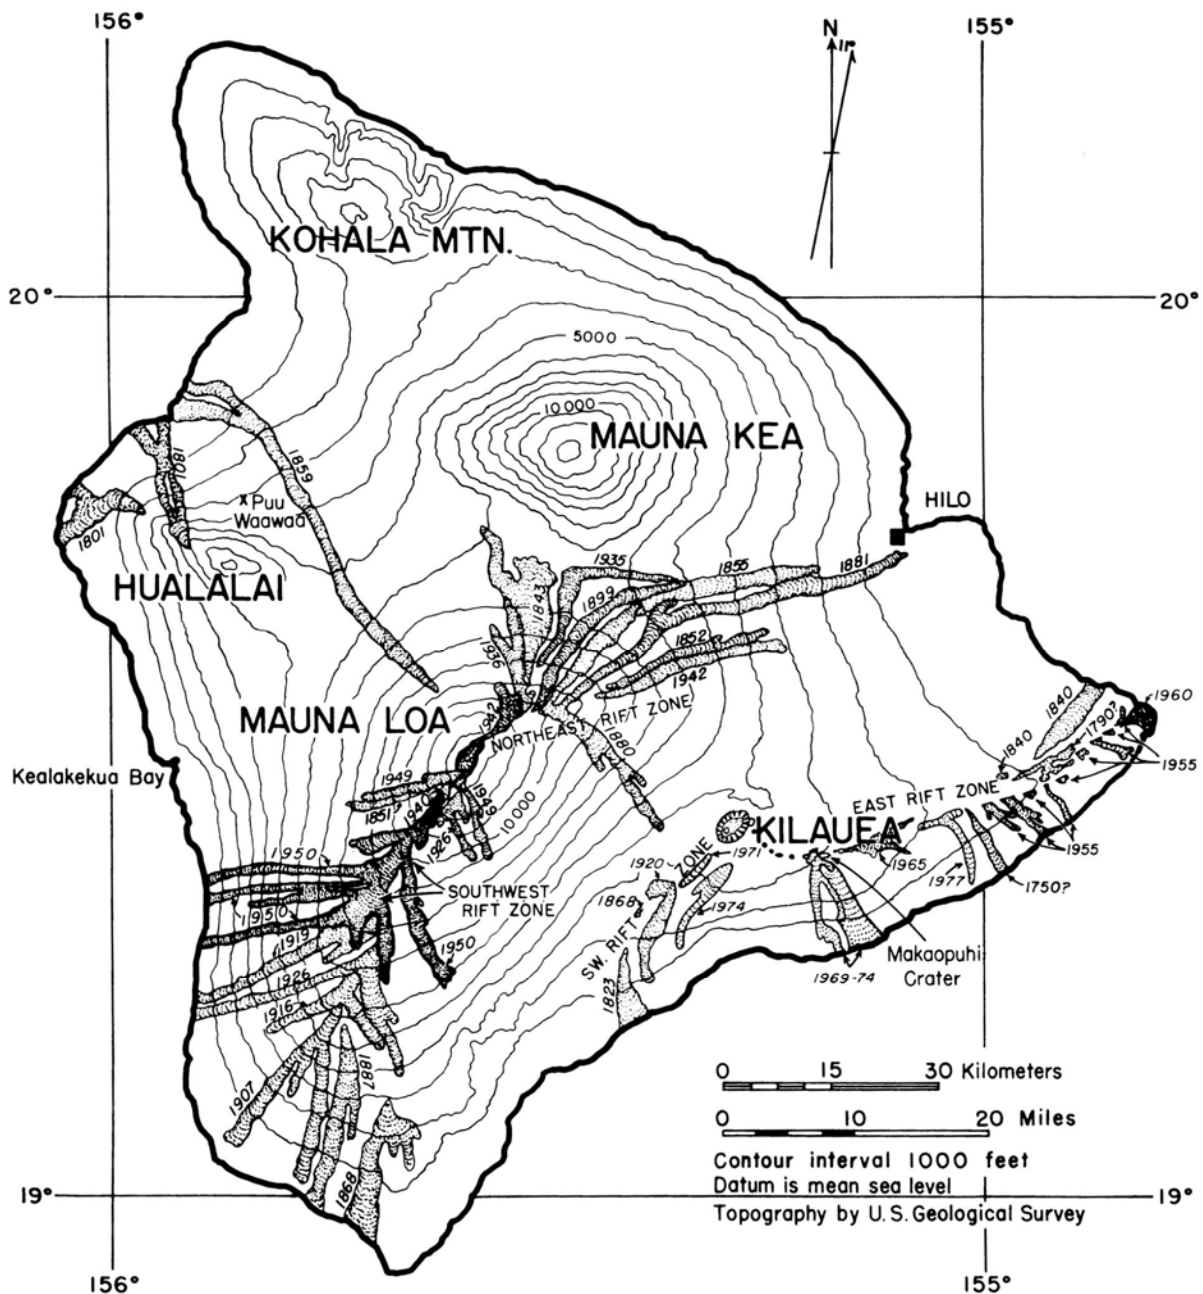 156°
155°
N
Tr.
KOHALA MTN.
20°
20°
5000
10 000
MAUNA KEA
1859
1801
x Puu
Waawaa
1801
HILO
HUALALAI
1935
1855
1881
1843
1899
1936
1852
1942
MAUNA LOA
1942
NORTHEAST RIFT ZONE
1880
1840
1960
1790?
1840
1955
Kealakekua Bay
1949
1949
1851
1940
10000
1926
EAST RIFT ZONE
KILAUEA
1955
1950
1920
ZONE
1971
1965
1977
1750?
SOUTHWEST
RIFT ZONE
1868
1974
1950
1919
1950
SW. RIFT
Makaopuhi
Crater
1926
1969-74
1916
1823
1907
1887
1868
0 15 30 Kilometers
0 10 20 Miles
Contour interval 1000 feet
Datum is mean sea level
Topography by U.S. Geological Survey
19°
19°
156°
155°